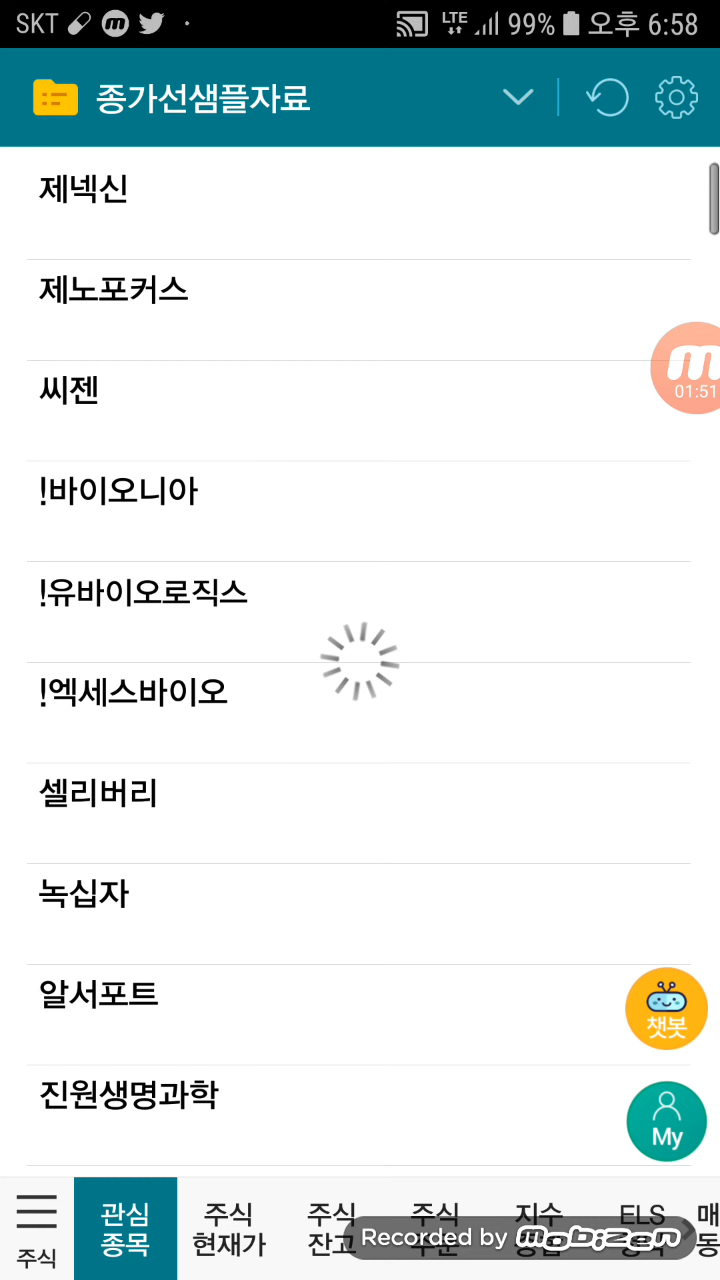 SKT LTE 99% 오후 6:58
종가선샘플자료
제넥신
제노포커스
01:51
씨젠
!바이오니아
!유바이오로직스
!엑세스바이오
셀리버리
녹십자
알서포트
챗봇
진원생명과학
My
주식
관심
종목
주식
현재가
주식
잔고
주식
지수
ELS
매
동
Recorded by mobizen